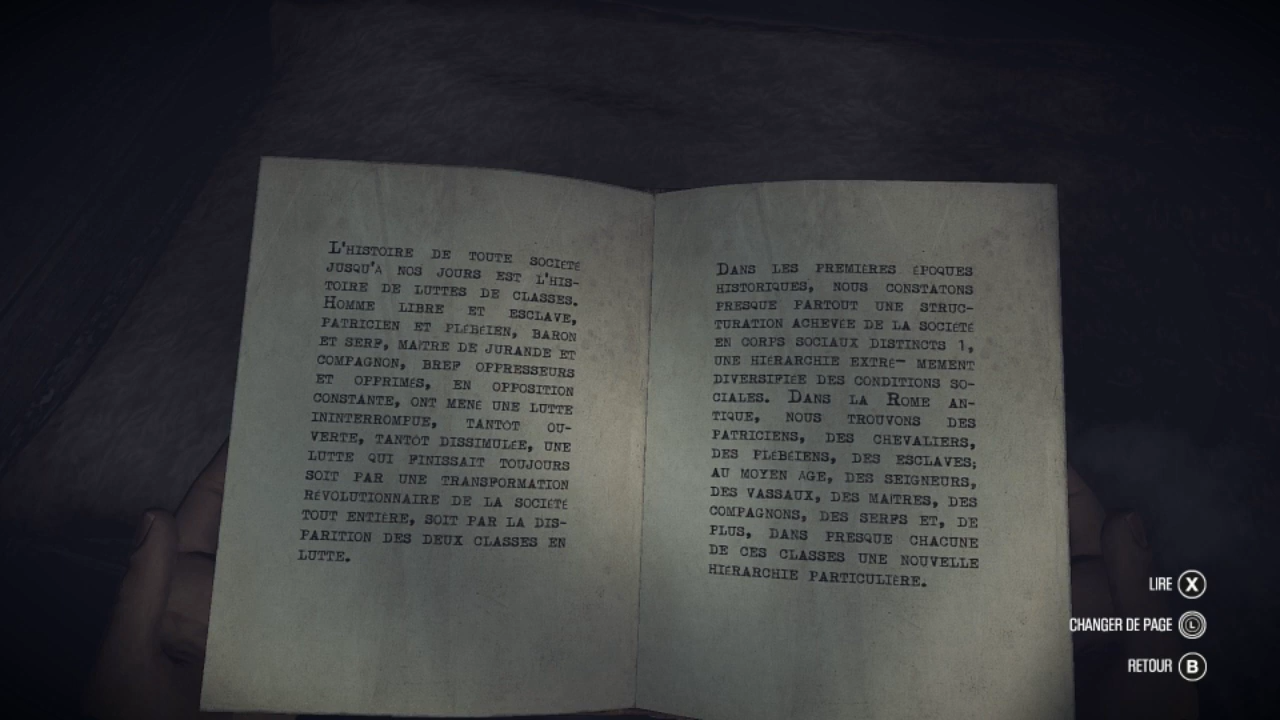 L'HISTOIRE DE TOUTE SOCIÉTÉ
JUSQU'À NOS JOURS EST L'HIS-
TOIRE DE LUTTES DE CLASSES.
HOMME LIBRE ET ESCLAVE,
PATRICIEN ET PLÉBÉIEN, BARON
ET SERF, MAÎTRE DE JURANDE ET
COMPAGNON, BREF OPPRESSEURS
ET OPPRIMÉS, EN OPPOSITION
CONSTANTE, ONT MENÉ UNE LUTTE
ININTERROMPUE, TANTÔT OU-
VERTE, TANTÔT DISSIMULÉE, UNE
LUTTE QUI FINISSAIT TOUJOURS
SOIT PAR UNE TRANSFORMATION
RÉVOLUTIONNAIRE DE LA SOCIÉTÉ
TOUT ENTIÈRE, SOIT PAR LA DIS-
PARITION DES DEUX CLASSES EN
LUTTE.
DANS LES PREMIÈRES ÉPOQUES
HISTORIQUES, NOUS CONSTATONS
PRESQUE PARTOUT UNE STRUC-
TURATION ACHEVÉE DE LA SOCIÉTÉ
EN CORPS SOCIAUX DISTINCTS 1,
UNE HIÉRARCHIE EXTRÊ- MEMENT
DIVERSIFIÉE DES CONDITIONS SO-
CIALES. DANS LA ROME AN-
TIQUE, NOUS TROUVONS DES
PATRICIENS, DES CHEVALIERS,
DES PLÉBÉIENS, DES ESCLAVES;
AU MOYEN AGE, DES SEIGNEURS,
DES VASSAUX, DES MAÎTRES, DES
COMPAGNONS, DES SERFS ET, DE
PLUS, DANS PRESQUE CHACUNE
DE CES CLASSES UNE NOUVELLE
HIÉRARCHIE PARTICULIÈRE.
LIRE X
CHANGER DE PAGE L
RETOUR B